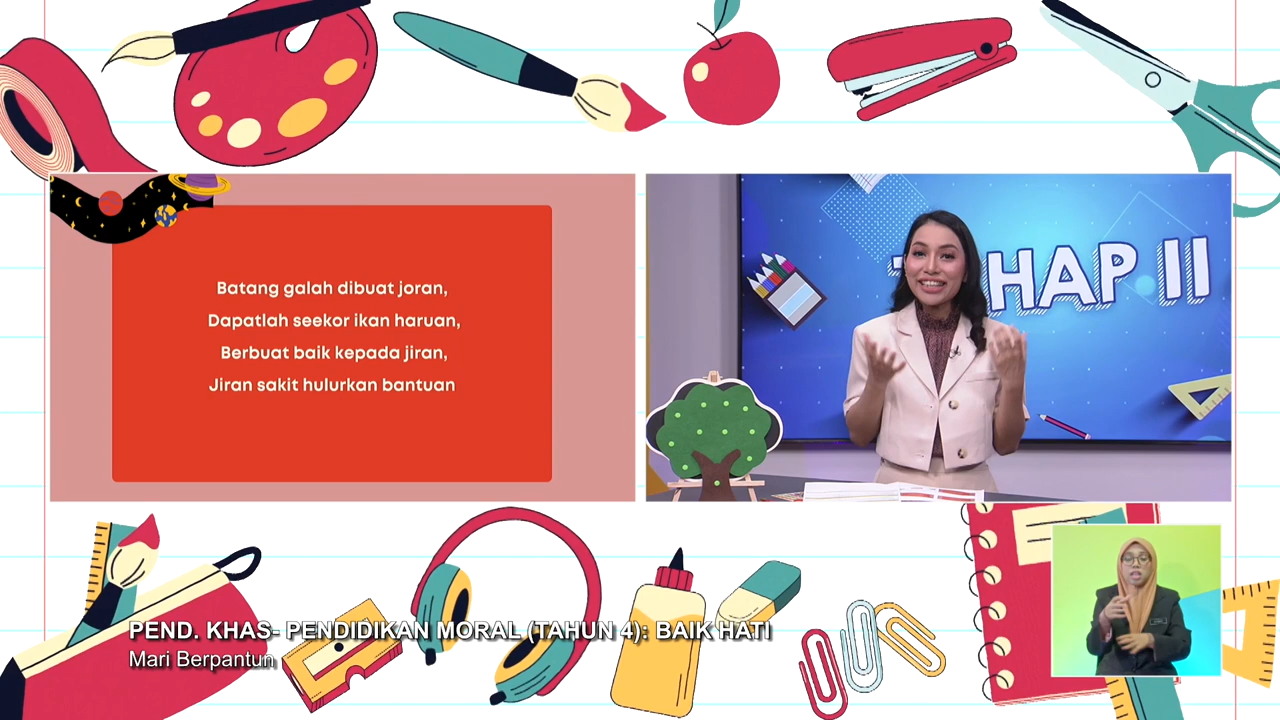 Batang galah dibuat joran,
Dapatlah seekor ikan haruan,
Berbuat baik kepada jiran,
Jiran sakit hulurkan bantuan
HAP II
PEND. KHAS- PENDIDIKAN MORAL (TAHUN 4): BAIK HATI
Mari Berpantun